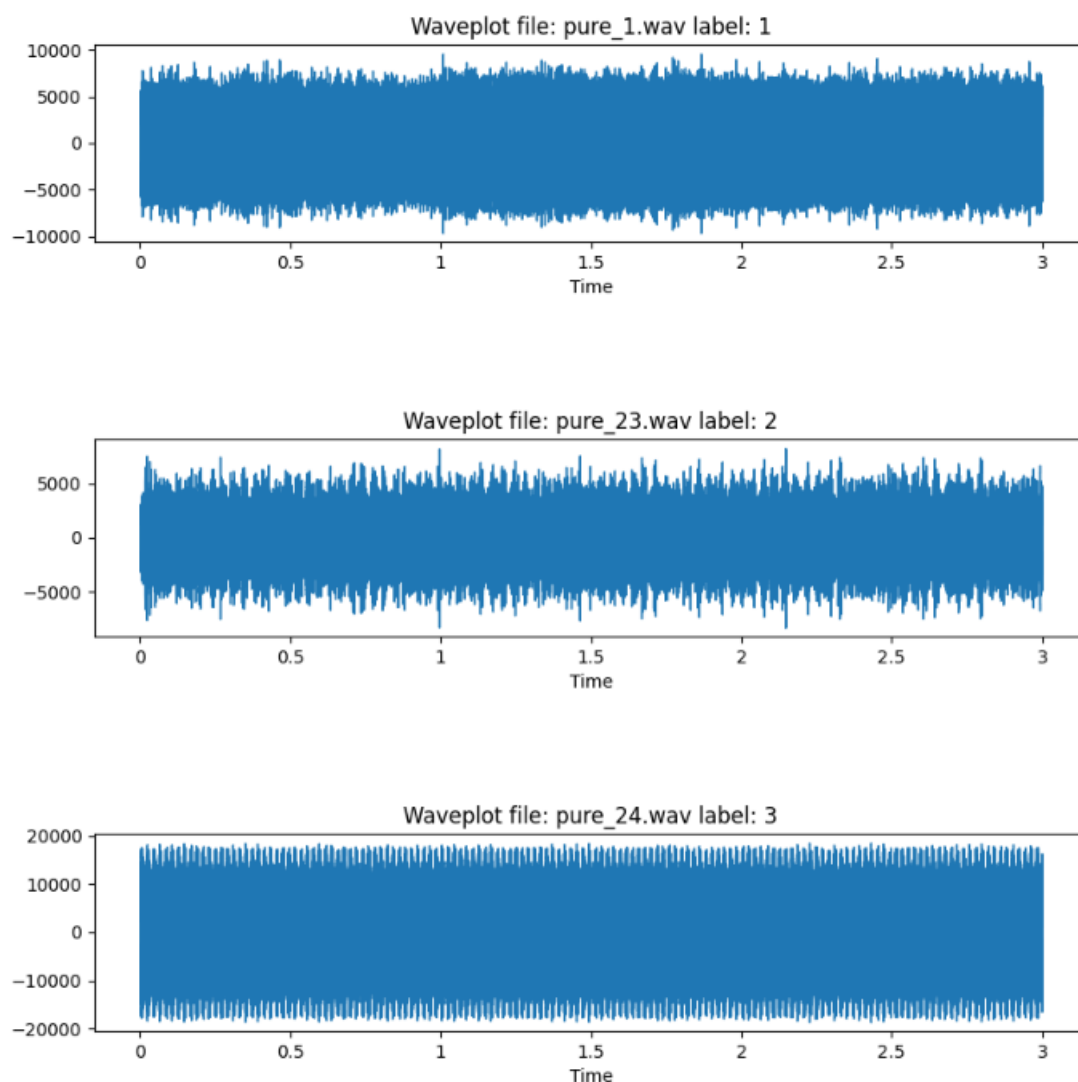 Waveplot file: pure_1.wav label: 1
10000
5000
0
−5000
−10000
0 0.5 1 1.5 2 2.5 3
Time
Waveplot file: pure_23.wav label: 2
5000
0
−5000
0 0.5 1 1.5 2 2.5 3
Time
Waveplot file: pure_24.wav label: 3
20000
10000
0
−10000
−20000
0 0.5 1 1.5 2 2.5 3
Time